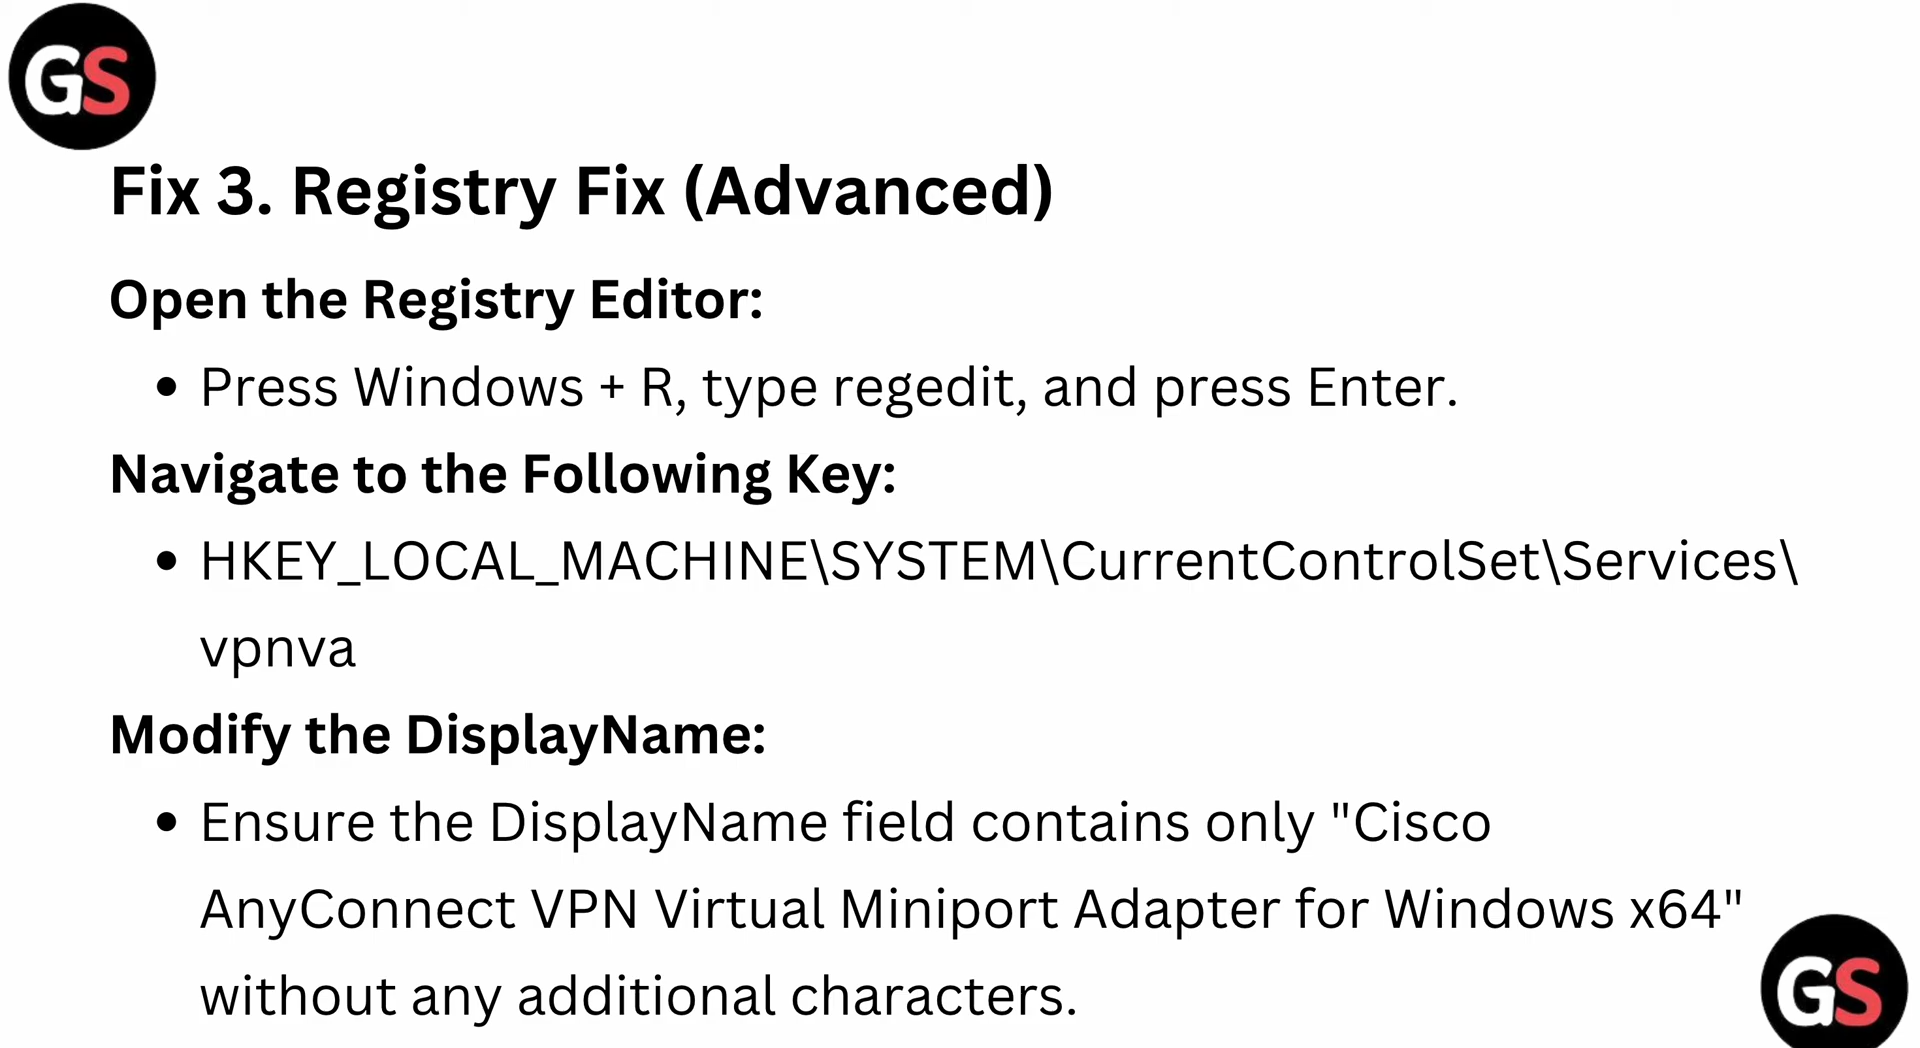 GS
Fix 3. Registry Fix (Advanced)
Open the Registry Editor:
• Press Windows + R, type regedit, and press Enter.
Navigate to the Following Key:
• HKEY_LOCAL_MACHINE\SYSTEM\CurrentControlSet\Services\
vpnva
Modify the DisplayName:
• Ensure the DisplayName field contains only "Cisco
AnyConnect VPN Virtual Miniport Adapter for Windows x64"
without any additional characters.
GS